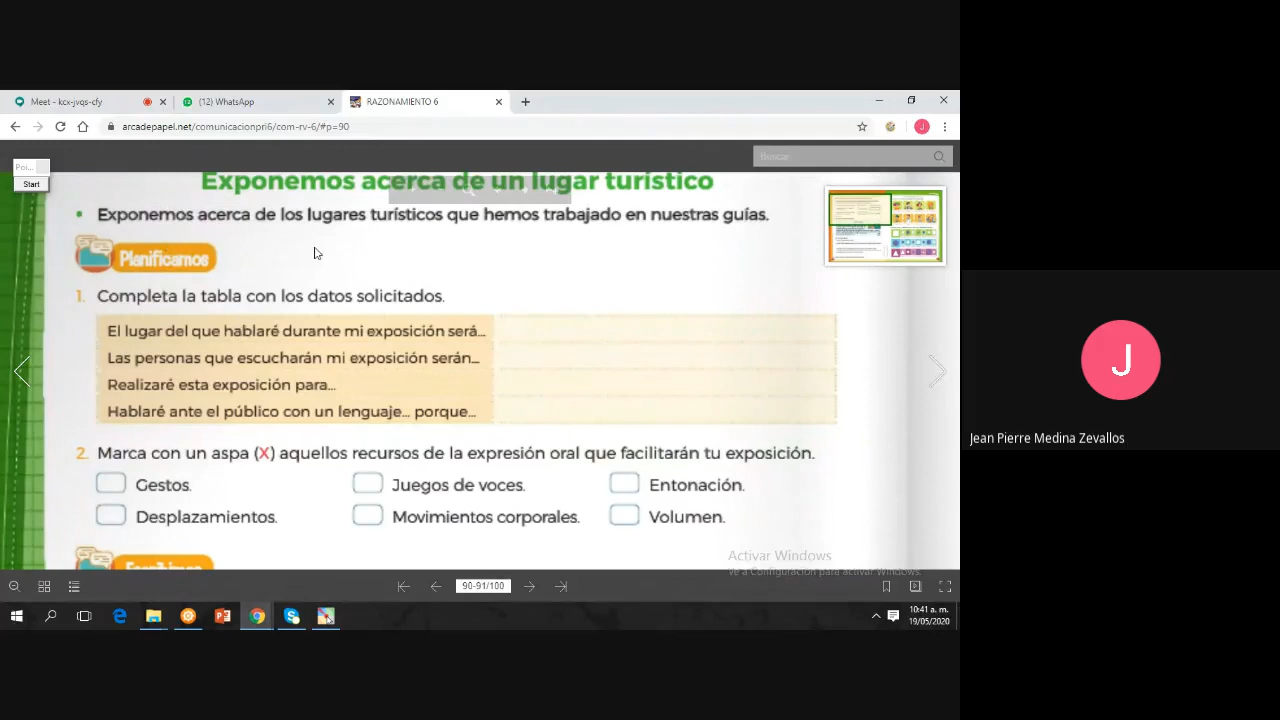 Meet - kcx-jvqs-cfy
(12) WhatsApp
RAZONAMIENTO 6
arcadepapel.net/comunicacionpri6/com-rv-6/#p=90
J
Buscar
Start
Exponemos acerca de un lugar turístico
• Exponemos acerca de los lugares turísticos que hemos trabajado en nuestras guías.
Planificamos
1. Completa la tabla con los datos solicitados.
El lugar del que hablaré durante mi exposición será...
Las personas que escucharán mi exposición serán...
Realizaré esta exposición para...
Hablaré ante el público con un lenguaje... porque...
2. Marca con un aspa (X) aquellos recursos de la expresión oral que facilitarán tu exposición.
Gestos. Juegos de voces. Entonación.
Desplazamientos. Movimientos corporales. Volumen.
Activar Windows
Ve a Configuración para activar Windows.
90-91/100
10:41 a. m.
19/05/2020
J
Jean Pierre Medina Zevallos